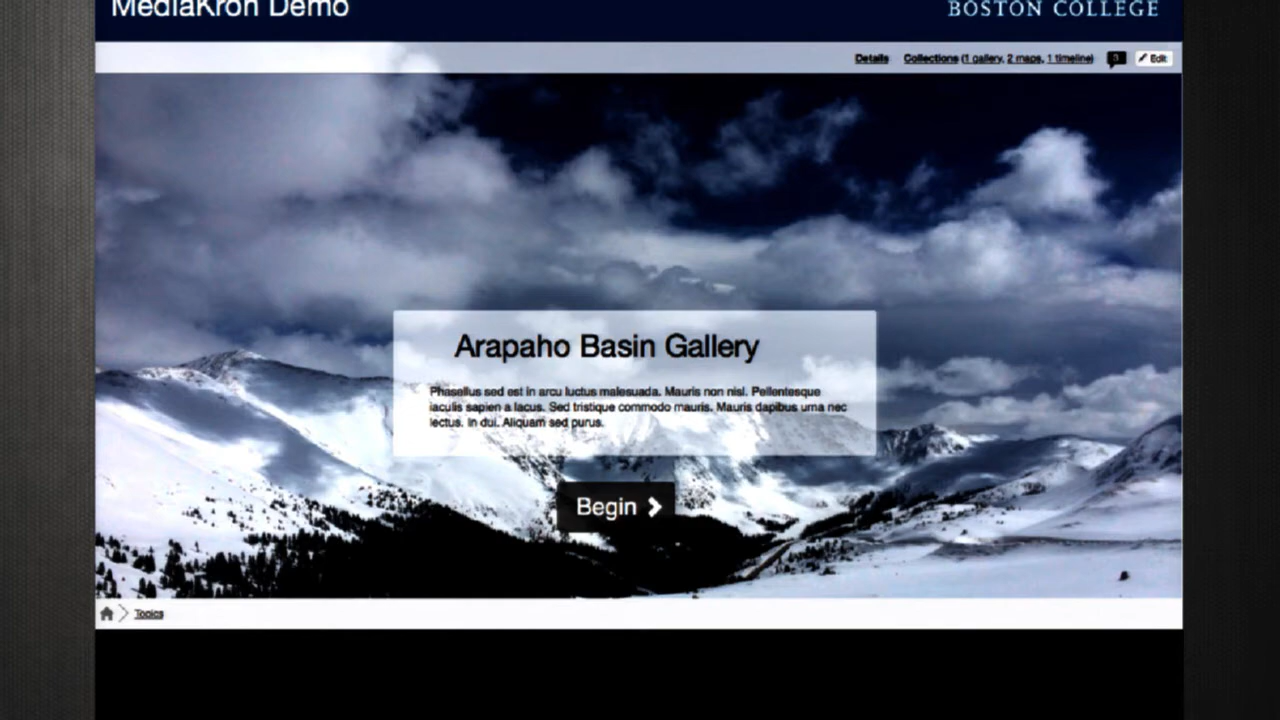 MediaKron Demo
BOSTON COLLEGE
Details Collections (1 gallery, 2 maps, 1 timeline) Edit
Arapaho Basin Gallery
Phasellus sed est in arcu luctus malesuada. Mauris non nisl. Pellentesque
iaculis sapien a lacus. Sed tristique commodo mauris. Mauris dapibus urna nec
lectus. In dui. Aliquam sed purus.
Begin
Topics